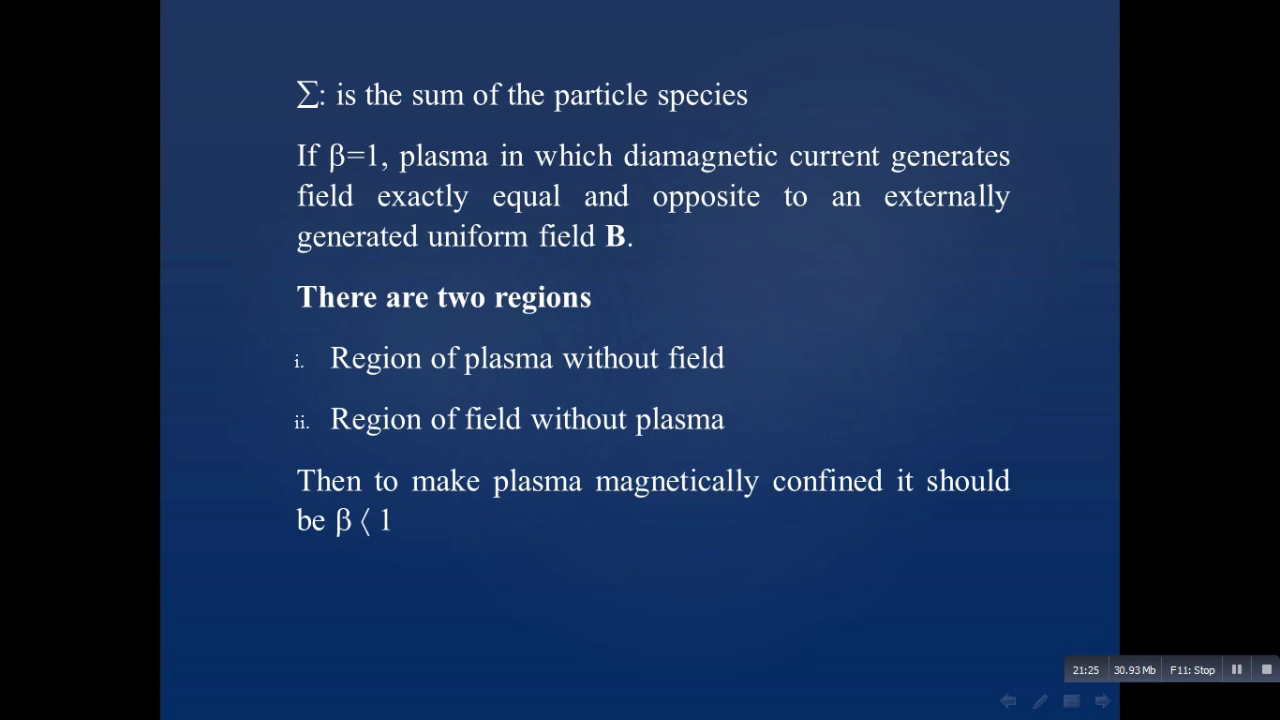 ∑: is the sum of the particle species
If β=1, plasma in which diamagnetic current generates
field exactly equal and opposite to an externally
generated uniform field B.
There are two regions
i. Region of plasma without field
ii. Region of field without plasma
Then to make plasma magnetically confined it should
be β〈 1
21:25 30.93 Mb F11: Stop